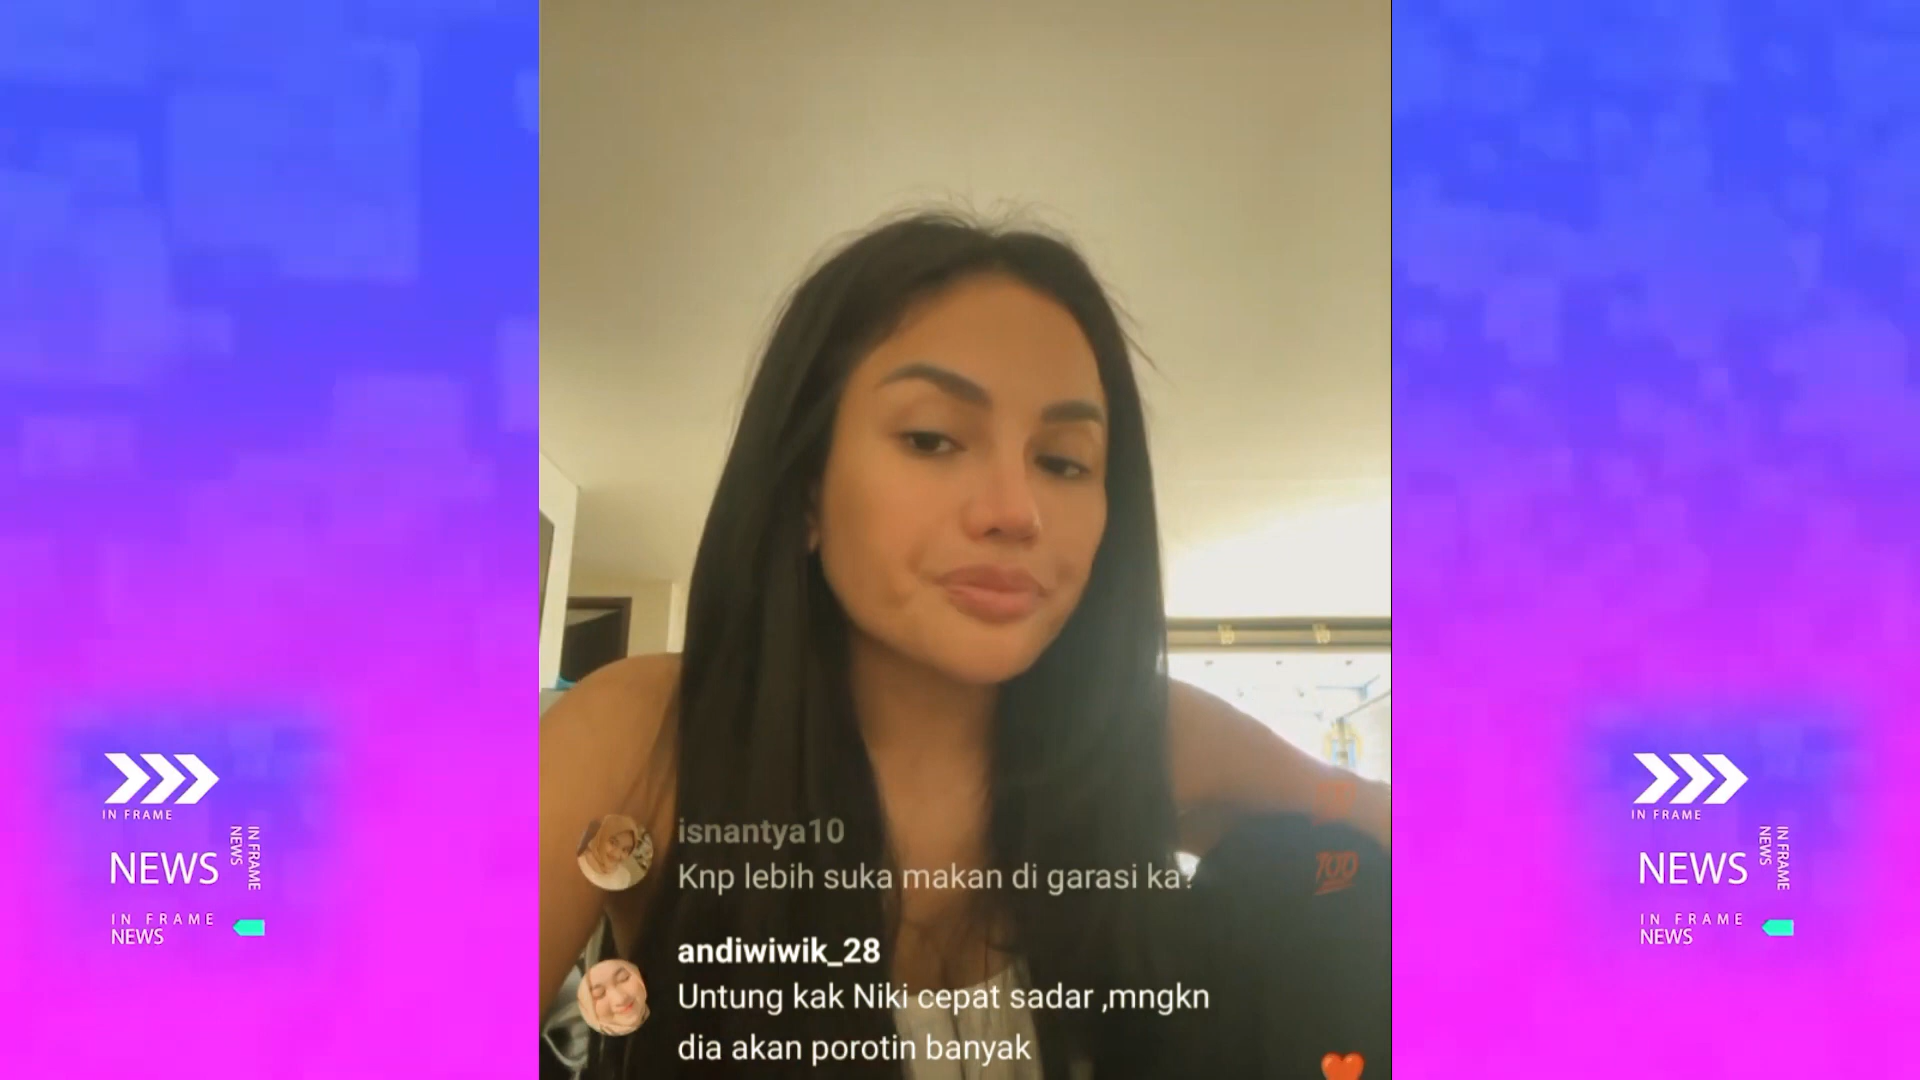 isnantya10
Knp lebih suka makan di garasi ka?
100
andiwiwik_28
Untung kak Niki cepat sadar ,mngkn
dia akan porotin banyak
IN FRAME
NEWS
IN FRAME
NEWS
IN FRAME
NEWS
IN FRAME
NEWS
IN FRAME
NEWS
IN FRAME
NEWS